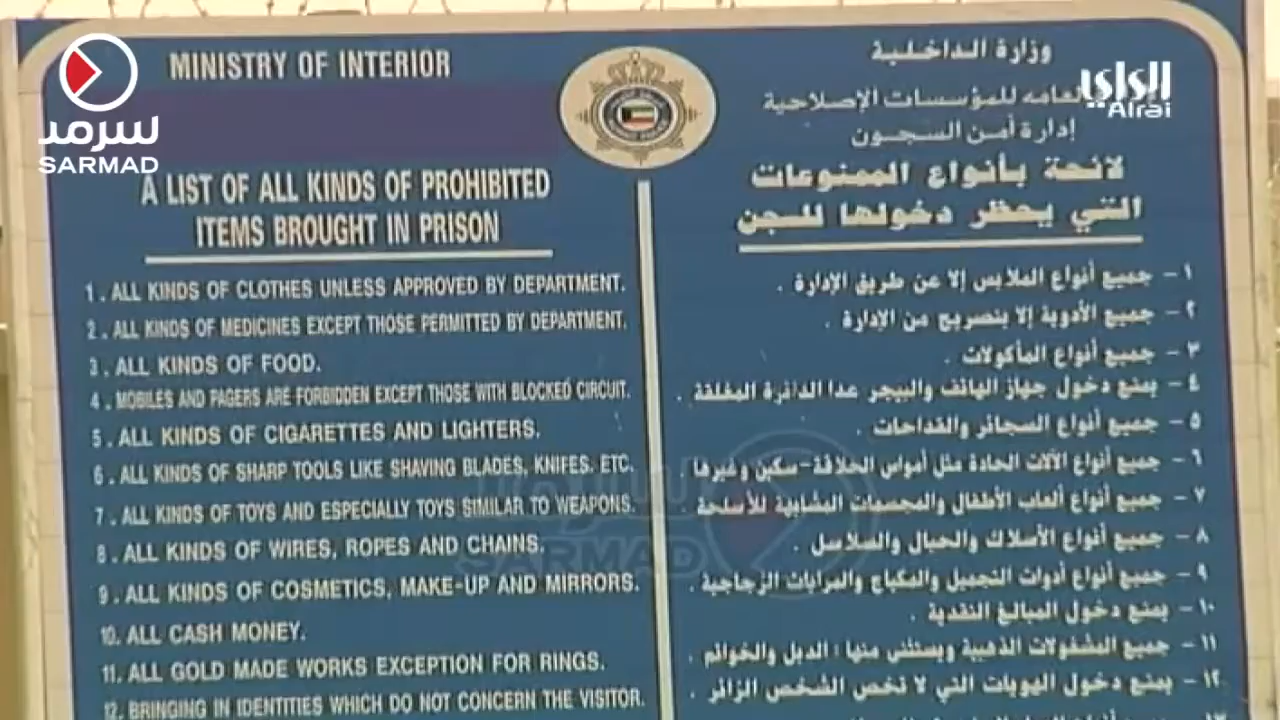 سرمد
SARMAD
الراي
Alrai
MINISTRY OF INTERIOR
A LIST OF ALL KINDS OF PROHIBITED
ITEMS BROUGHT IN PRISON
1 . ALL KINDS OF CLOTHES UNLESS APPROVED BY DEPARTMENT.
2 . ALL KINDS OF MEDICINES EXCEPT THOSE PERMITTED BY DEPARTMENT.
3 . ALL KINDS OF FOOD.
4 . MOBILES AND PAGERS ARE FORBIDDEN EXCEPT THOSE WITH BLOCKED CIRCUIT.
5 . ALL KINDS OF CIGARETTES AND LIGHTERS.
6 . ALL KINDS OF SHARP TOOLS LIKE SHAVING BLADES, KNIFES, ETC.
7 . ALL KINDS OF TOYS AND ESPECIALLY TOYS SIMILAR TO WEAPONS.
8 . ALL KINDS OF WIRES, ROPES AND CHAINS.
9 . ALL KINDS OF COSMETICS, MAKE-UP AND MIRRORS.
10. ALL CASH MONEY.
11. ALL GOLD MADE WORKS EXCEPTION FOR RINGS.
12. BRINGING IN IDENTITIES WHICH DO NOT CONCERN THE VISITOR.
وزارة الداخلية
العامه للمؤسسات الإصلاحية
إدارة أمن السجون
لائحة بأنواع الممنوعات
التي يحظر دخولها للسجن
١ - جميع أنواع الملابس إلا عن طريق الإدارة .
٢ - جميع الأدوية إلا بتصريح من الإدارة .
٣ - جميع أنواع المأكولات .
٤ - يمنع دخول جهاز الهاتف والبيجر عدا الدائرة المغلقة .
٥ - جميع أنواع السجائر والقداحات .
٦ - جميع أنواع الآلات الحادة مثل أمواس الحلاقة - سكين وغيرها
٧ - جميع أنواع ألعاب الأطفال والمجسمات المشابهة للأسلحة .
٨ - جميع أنواع الأسلاك والحبال والسلاسل .
٩ - جميع أنواع أدوات التجميل والمكياج والمرايات الزجاجية .
١٠ - يمنع دخول المبالغ النقدية .
١١ - جميع المشغولات الذهبية ويستثنى منها : الدبل والخواتم .
١٢ - يمنع دخول الهويات التي لا تخص الشخص الزائر .
SARMAD